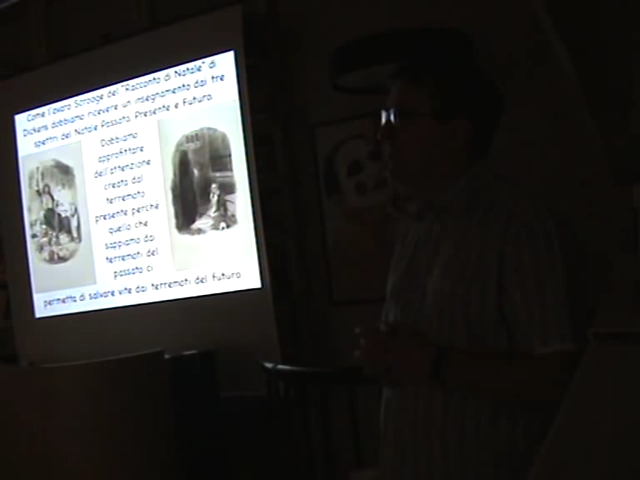 Come l'avaro Scrooge del "Racconto di Natale" di
Dickens dobbiamo ricevere un insegnamento dai tre
spettri del Natale Passato, Presente e Futuro.
Dobbiamo
approfittare
dell'attenzione
creata dal
terremoto
presente perché
quello che
sappiamo dai
terremoti del
passato ci
permetta di salvare vite dai terremoti del futuro